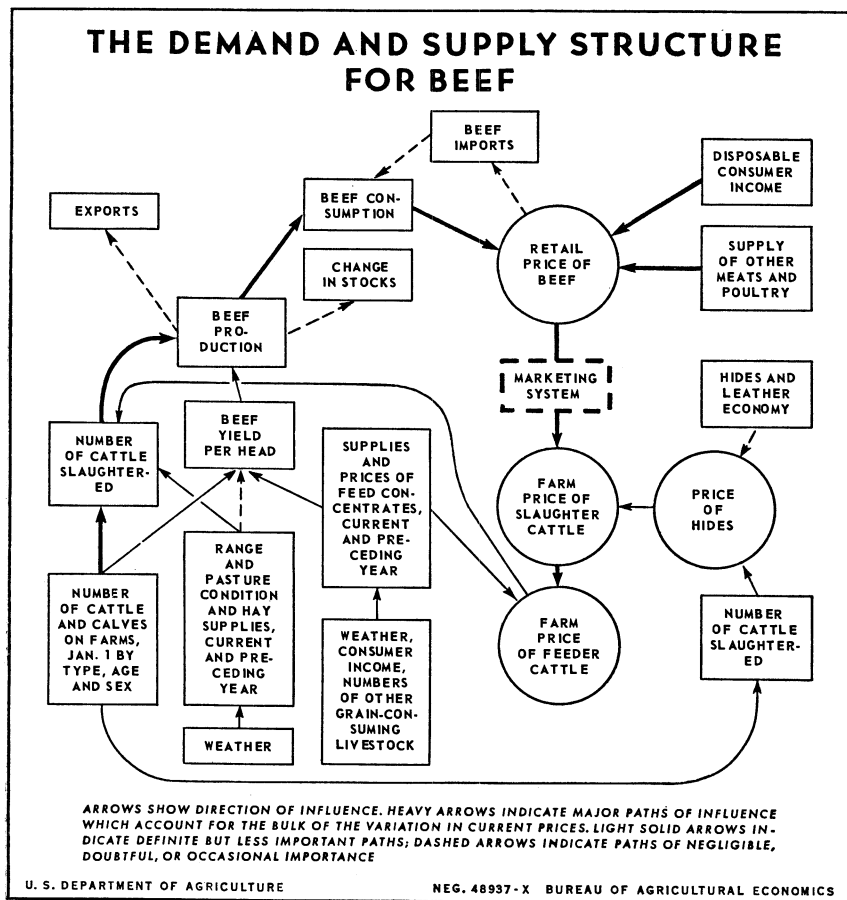 THE DEMAND AND SUPPLY STRUCTURE
FOR BEEF
BEEF
IMPORTS
DISPOSABLE
CONSUMER
INCOME
EXPORTS
BEEF CON-
SUMPTION
RETAIL
PRICE OF
BEEF
SUPPLY
OF OTHER
MEATS AND
POULTRY
CHANGE
IN STOCKS
BEEF
PRO-
DUCTION
MARKETING
SYSTEM
HIDES AND
LEATHER
ECONOMY
NUMBER
OF CATTLE
SLAUGHTER-
ED
BEEF
YIELD
PER HEAD
SUPPLIES
AND
PRICES OF
FEED CON-
CENTRATES,
CURRENT
AND PRE-
CEDING
YEAR
FARM
PRICE OF
SLAUGHTER
CATTLE
PRICE
OF
HIDES
NUMBER
OF CATTLE
AND CALVES
ON FARMS,
JAN. 1 BY
TYPE, AGE
AND SEX
RANGE
AND
PASTURE
CONDITION
AND HAY
SUPPLIES,
CURRENT
AND PRE-
CEDING
YEAR
WEATHER,
CONSUMER
INCOME,
NUMBERS
OF OTHER
GRAIN-CON-
SUMING
LIVESTOCK
FARM
PRICE
OF FEEDER
CATTLE
NUMBER
OF CATTLE
SLAUGHTER-
ED
WEATHER
ARROWS SHOW DIRECTION OF INFLUENCE. HEAVY ARROWS INDICATE MAJOR PATHS OF INFLUENCE
WHICH ACCOUNT FOR THE BULK OF THE VARIATION IN CURRENT PRICES. LIGHT SOLID ARROWS IN-
DICATE DEFINITE BUT LESS IMPORTANT PATHS; DASHED ARROWS INDICATE PATHS OF NEGLIGIBLE,
DOUBTFUL, OR OCCASIONAL IMPORTANCE
U. S. DEPARTMENT OF AGRICULTURE
NEG. 48937-X BUREAU OF AGRICULTURAL ECONOMICS